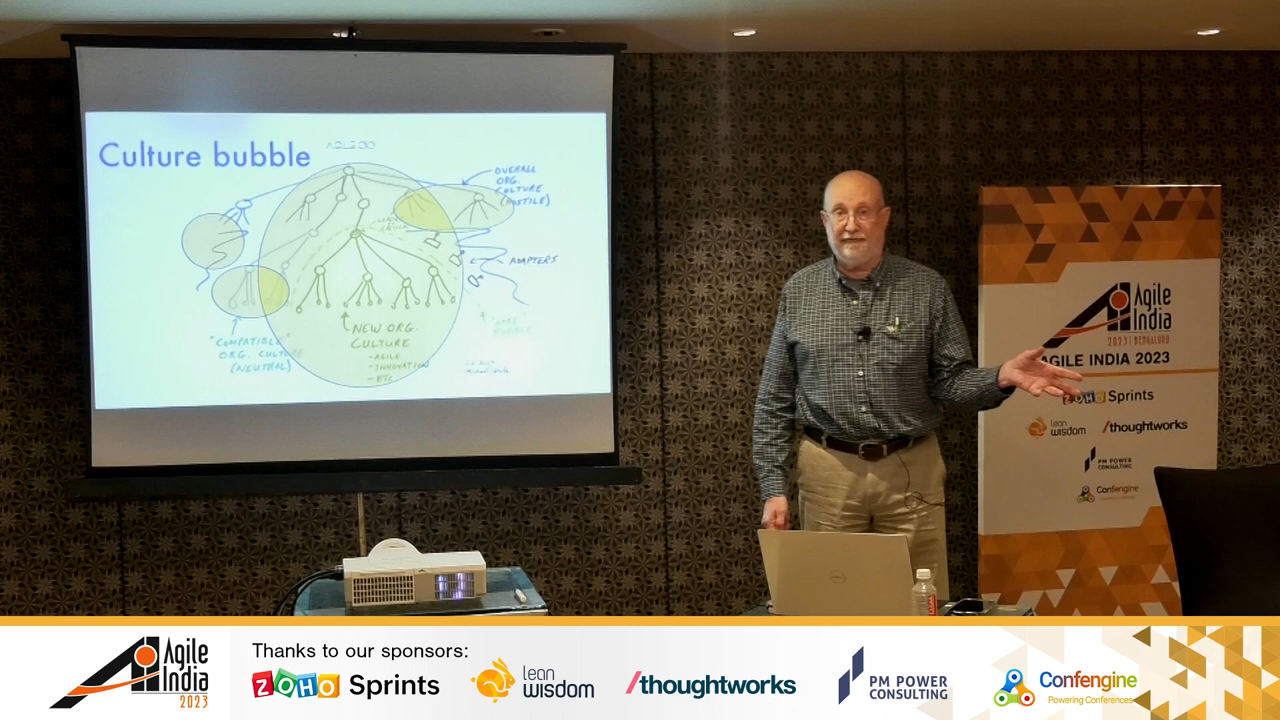 Culture bubble
OVERALL
ORG.
CULTURE
(HOSTILE)
ADAPTERS
"COMPATIBLE"
ORG. CULTURE
(NEUTRAL)
NEW ORG.
CULTURE
- AGILE
- INNOVATION
- ETC
Agile
India
2023 | BENGALURU
AGILE INDIA 2023
ZOHO Sprints
lean
wisdom
/thoughtworks
PM POWER
CONSULTING
Confengine
DELL
Agile
India
2023
Thanks to our sponsors:
ZOHO Sprints
lean
wisdom
/thoughtworks
PM POWER
CONSULTING
Confengine
Powering Conferences